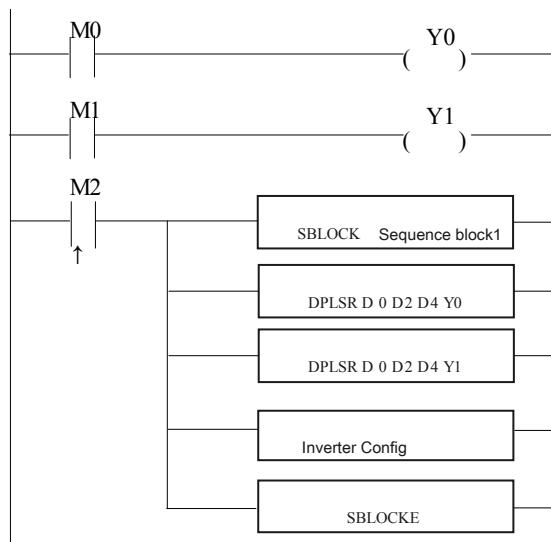 M0
Y0
( )
M1
Y1
( )
M2
↑
SBLOCK Sequence block1
DPLSR D 0 D2 D4 Y0
DPLSR D 0 D2 D4 Y1
Inverter Config
SBLOCKE